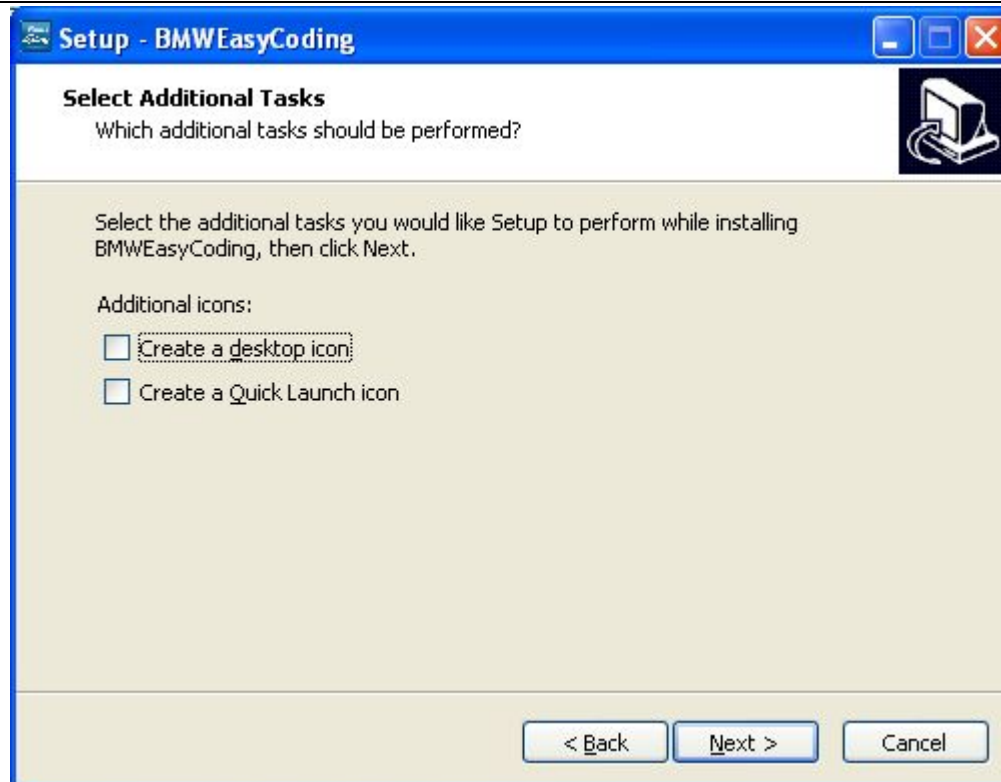 Setup - BMWEasyCoding
Select Additional Tasks
Which additional tasks should be performed?
Select the additional tasks you would like Setup to perform while installing
BMWEasyCoding, then click Next.
Additional icons:
Create a desktop icon
Create a Quick Launch icon
< Back Next > Cancel